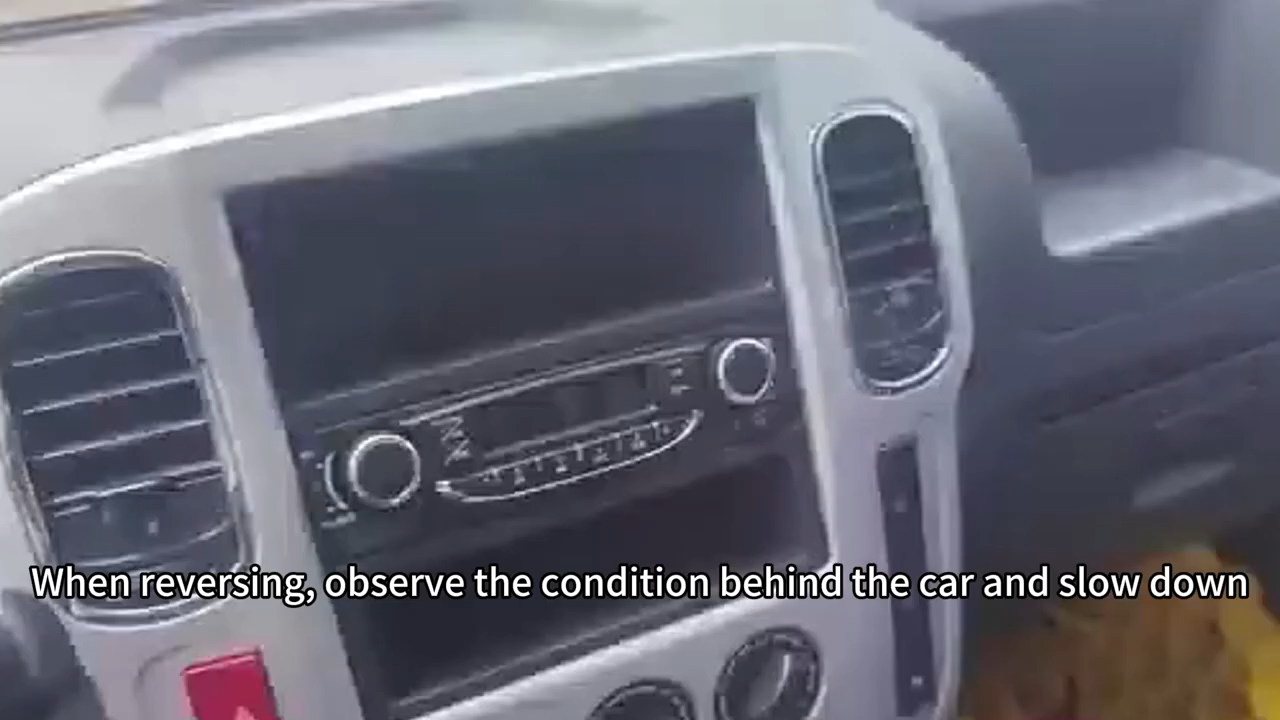 When reversing, observe the condition behind the car and slow down